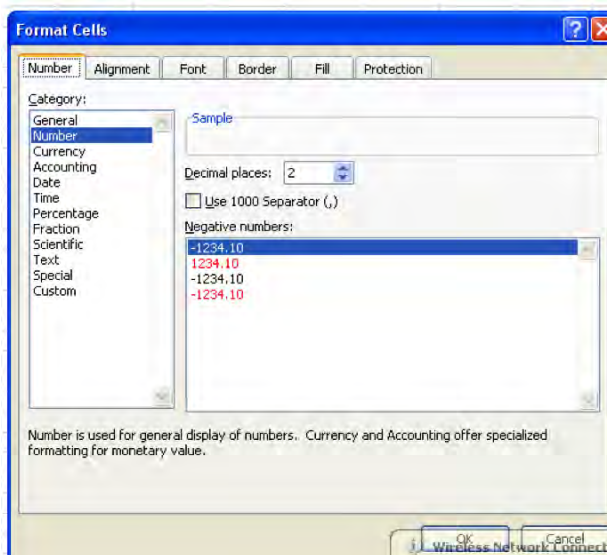 Format Cells
Number Alignment Font Border Fill Protection
Category:
General
Number
Currency
Accounting
Date
Time
Percentage
Fraction
Scientific
Text
Special
Custom
Sample
Decimal places: 2
Use 1000 Separator (,)
Negative numbers:
-1234.10
1234.10
-1234.10
-1234.10
Number is used for general display of numbers. Currency and Accounting offer specialized
formatting for monetary value.
OK Cancel
Wireless Network Connect